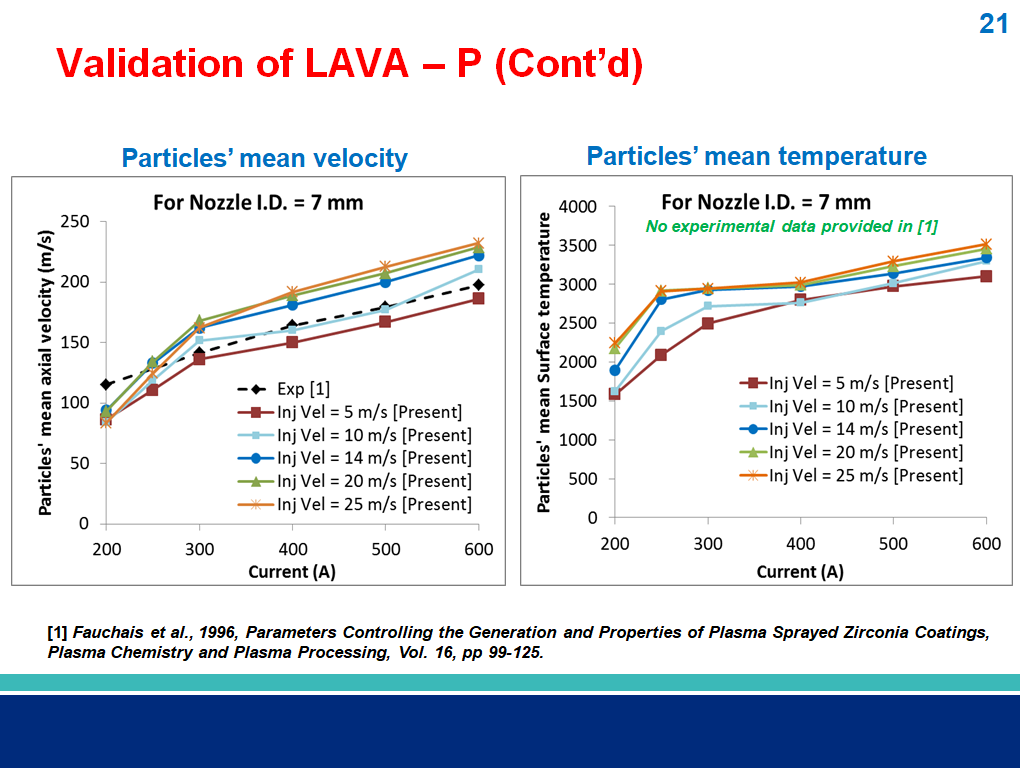 21
Validation of LAVA – P (Cont’d)
Particles’ mean velocity
For Nozzle I.D. = 7 mm
Particles' mean axial velocity (m/s)
250
200
150
100
50
0
Exp [1]
Inj Vel = 5 m/s [Present]
Inj Vel = 10 m/s [Present]
Inj Vel = 14 m/s [Present]
Inj Vel = 20 m/s [Present]
Inj Vel = 25 m/s [Present]
200 300 400 500 600
Current (A)
Particles’ mean temperature
For Nozzle I.D. = 7 mm
No experimental data provided in [1]
Particles' mean Surface temperature
4000
3500
3000
2500
2000
1500
1000
500
0
Inj Vel = 5 m/s [Present]
Inj Vel = 10 m/s [Present]
Inj Vel = 14 m/s [Present]
Inj Vel = 20 m/s [Present]
Inj Vel = 25 m/s [Present]
200 300 400 500 600
Current (A)
[1] Fauchais et al., 1996, Parameters Controlling the Generation and Properties of Plasma Sprayed Zirconia Coatings,
Plasma Chemistry and Plasma Processing, Vol. 16, pp 99-125.